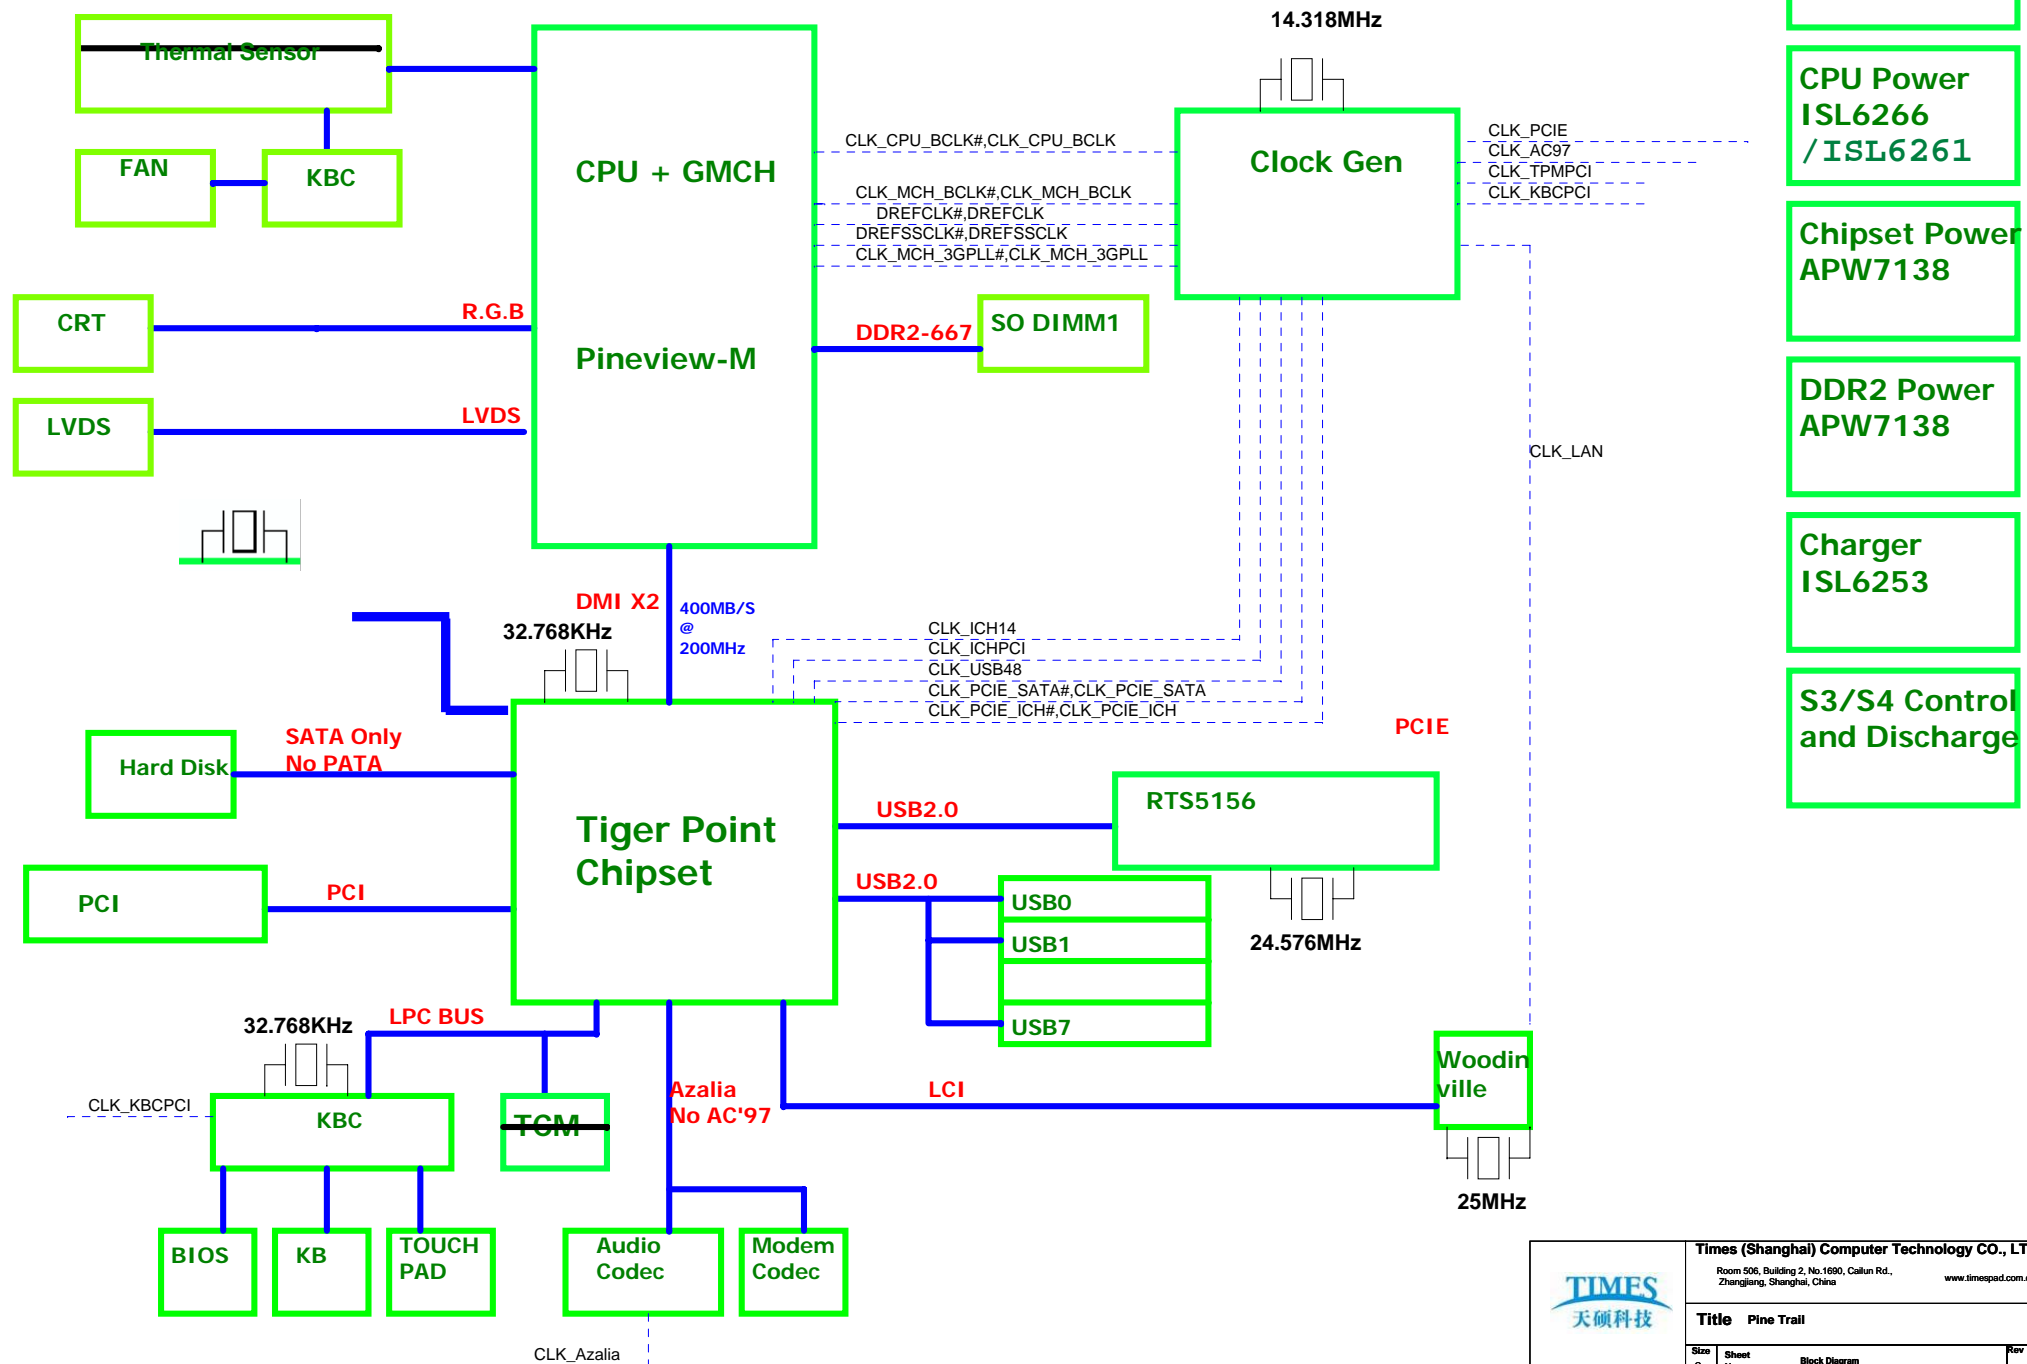 14.318MHz
Thermal Sensor
CPU Power
ISL6266
/ISL6261
CLK_CPU_BCLK#,CLK_CPU_BCLK
CLK_PCIE
CLK_AC97
CLK_TPMPCI
CLK_KBCPCI
FAN
KBC
CPU + GMCH
Clock Gen
CLK_MCH_BCLK#,CLK_MCH_BCLK
DREFCLK#,DREFCLK
DREFSSCLK#,DREFSSCLK
CLK_MCH_3GPLL#,CLK_MCH_3GPLL
Chipset Power
APW7138
CRT
R.G.B
DDR2-667
SO DIMM1
Pineview-M
LVDS
LVDS
DDR2 Power
APW7138
CLK_LAN
Charger
ISL6253
DMI X2
400MB/S
@
200MHz
32.768KHz
CLK_ICH14
CLK_ICHPCI
CLK_USB48
CLK_PCIE_SATA#,CLK_PCIE_SATA
CLK_PCIE_ICH#,CLK_PCIE_ICH
S3/S4 Control
and Discharge
PCIE
Hard Disk
SATA Only
No PATA
Tiger Point
Chipset
USB2.0
RTS5156
PCI
PCI
USB2.0
USB0
USB1
USB7
24.576MHz
32.768KHz
LPC BUS
CLK_KBCPCI
KBC
TCM
Azalia
No AC'97
LCI
Woodin
ville
25MHz
BIOS
KB
TOUCH
PAD
Audio
Codec
Modem
Codec
CLK_Azalia
TIMES
天硕科技
Times (Shanghai) Computer Technology CO., LT
Room 506, Building 2, No.1690, Cailun Rd.,
Zhangjiang, Shanghai, China
www.timespad.com.
Title Pine Trail
Size
Sheet
Block Diagram
Rev